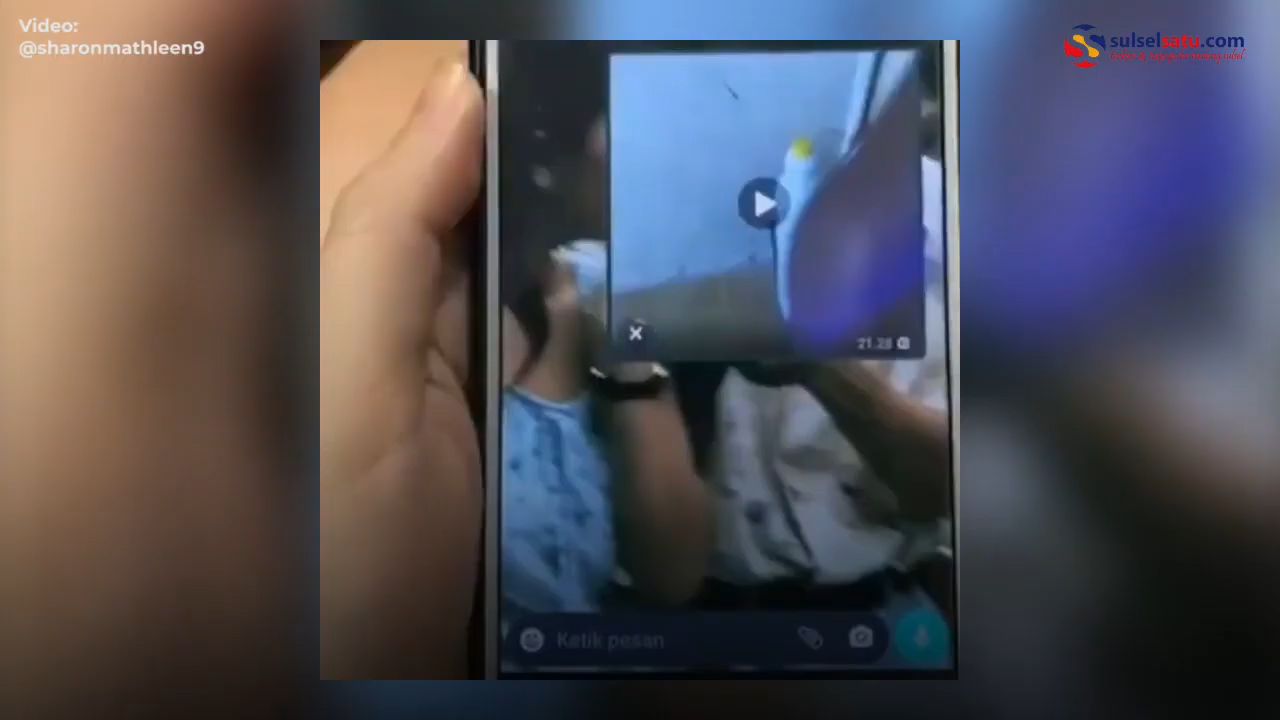 Video:
@sharonmathleen9
sulselsatu.com
21.28
Ketik pesan